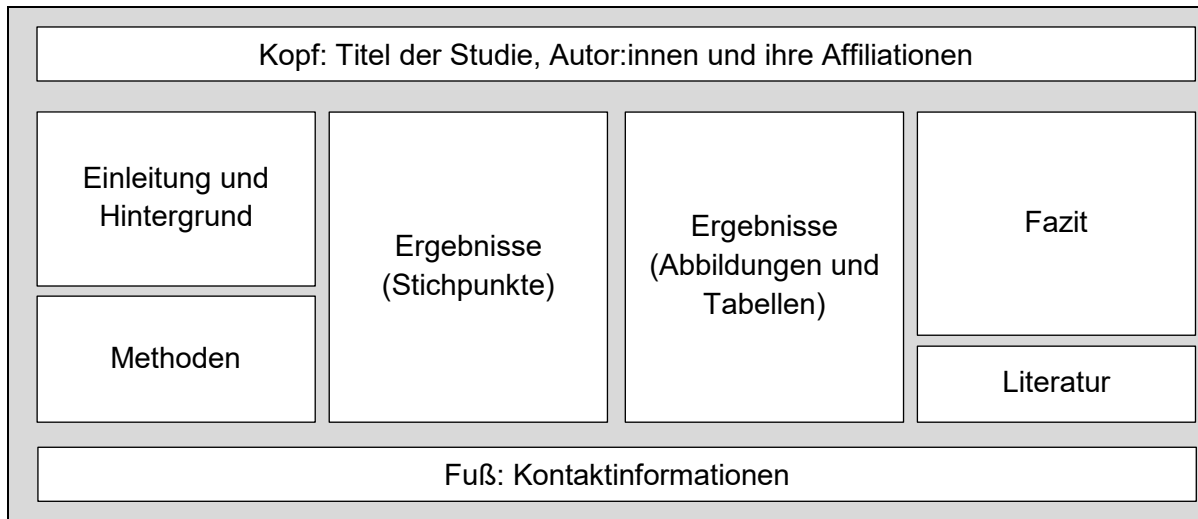 Kopf: Titel der Studie, Autor:innen und ihre Affiliationen
Einleitung und
Hintergrund
Methoden
Ergebnisse
(Stichpunkte)
Ergebnisse
(Abbildungen und
Tabellen)
Fazit
Literatur
Fuß: Kontaktinformationen